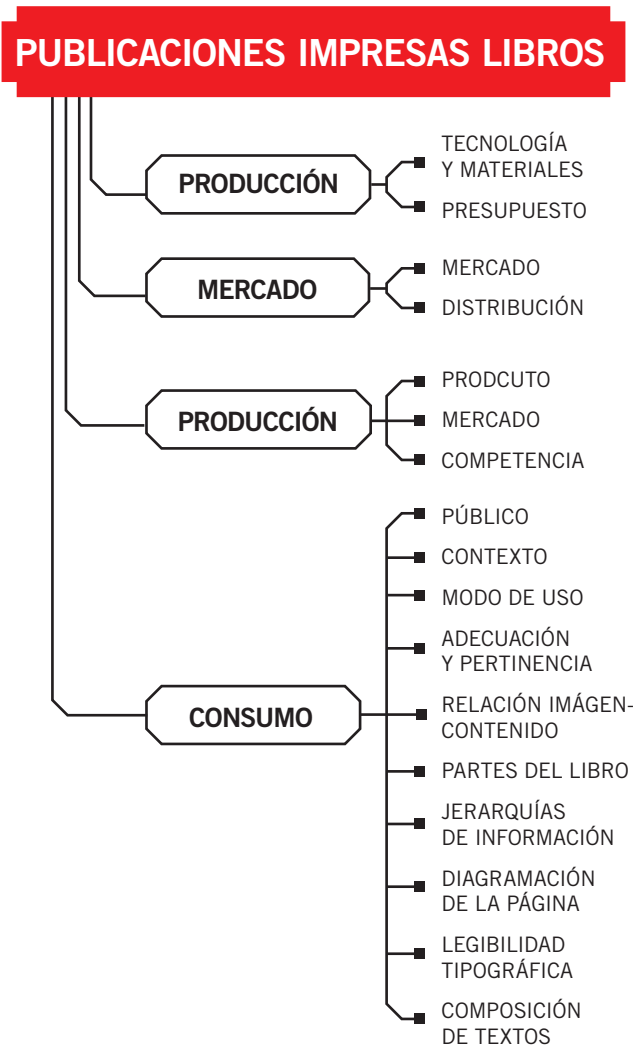 PUBLICACIONES IMPRESAS LIBROS
PRODUCCIÓN
TECNOLOGÍA
Y MATERIALES
PRESUPUESTO
MERCADO
MERCADO
DISTRIBUCIÓN
PRODUCCIÓN
PRODCUTO
MERCADO
COMPETENCIA
CONSUMO
PÚBLICO
CONTEXTO
MODO DE USO
ADECUACIÓN
Y PERTINENCIA
RELACIÓN IMÁGEN-
CONTENIDO
PARTES DEL LIBRO
JERARQUÍAS
DE INFORMACIÓN
DIAGRAMACIÓN
DE LA PÁGINA
LEGIBILIDAD
TIPOGRÁFICA
COMPOSICIÓN
DE TEXTOS